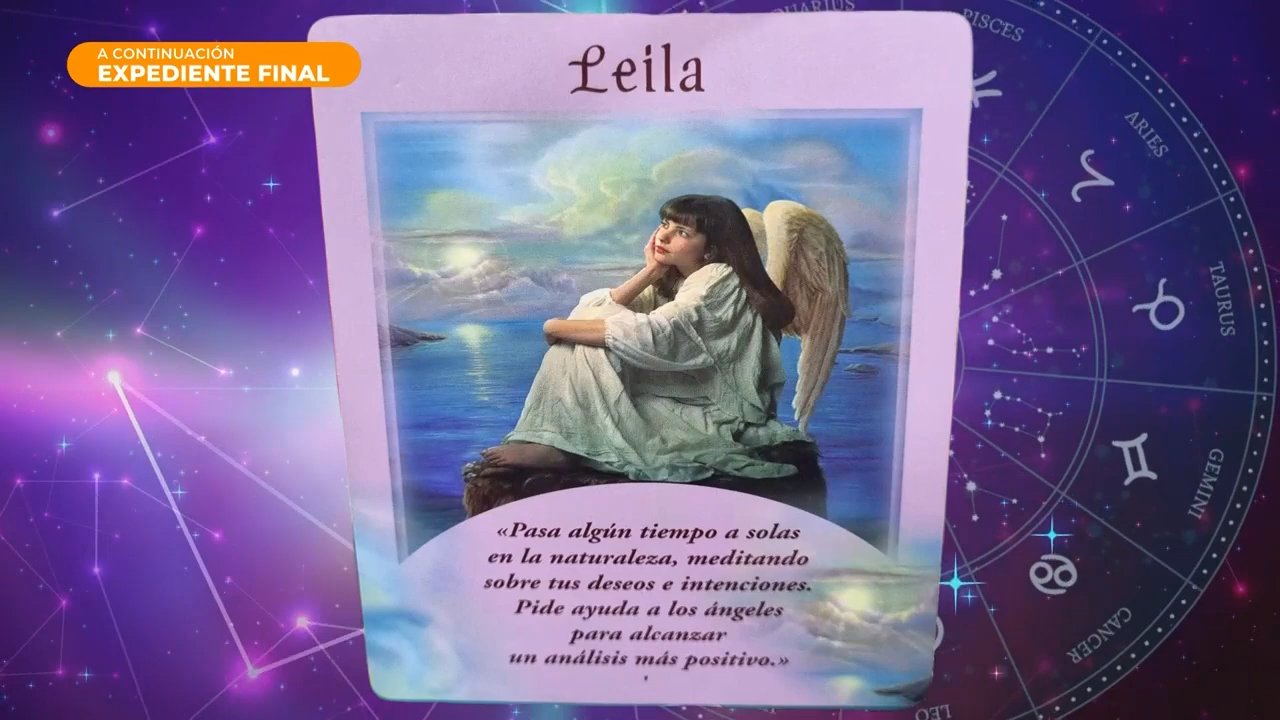 A CONTINUACIÓN
EXPEDIENTE FINAL
Leila
«Pasa algún tiempo a solas
en la naturaleza, meditando
sobre tus deseos e intenciones.
Pide ayuda a los ángeles
para alcanzar
un análisis más positivo.»
PISCES
ARIES
TAURUS
GEMINI
CANCER
LEO